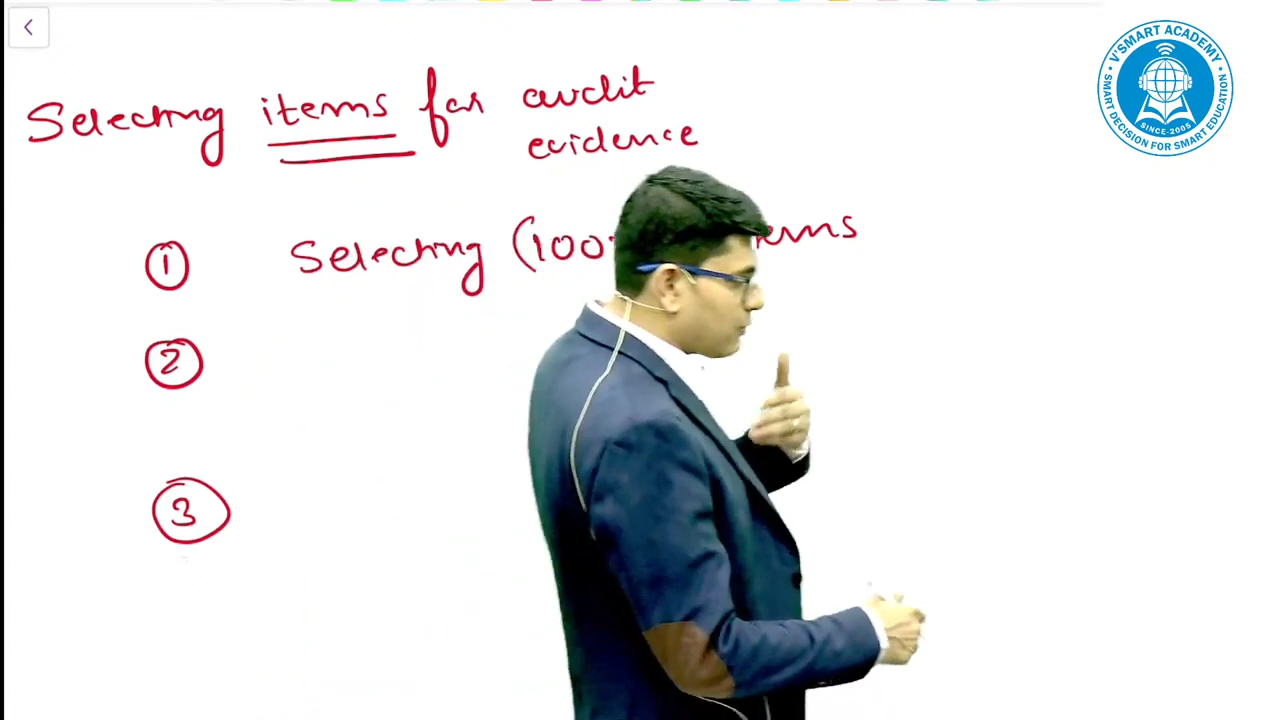 Selecting items for audit
evidence
① Selecting (100
②
③
V'SMART ACADEMY
SMART DECISION FOR SMART EDUCATION
SINCE-2005